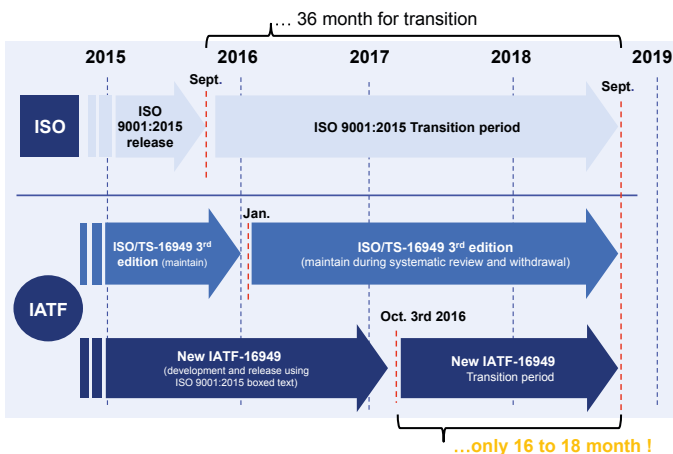 ... 36 month for transition
2015
2016
2017
2018
2019
Sept.
Sept.
ISO
ISO
9001:2015
release
ISO 9001:2015 Transition period
Jan.
ISO/TS-16949 3rd
edition (maintain)
ISO/TS-16949 3rd edition
(maintain during systematic review and withdrawal)
IATF
Oct. 3rd 2016
New IATF-16949
(development and release using
ISO 9001:2015 boxed text)
New IATF-16949
Transition period
...only 16 to 18 month !